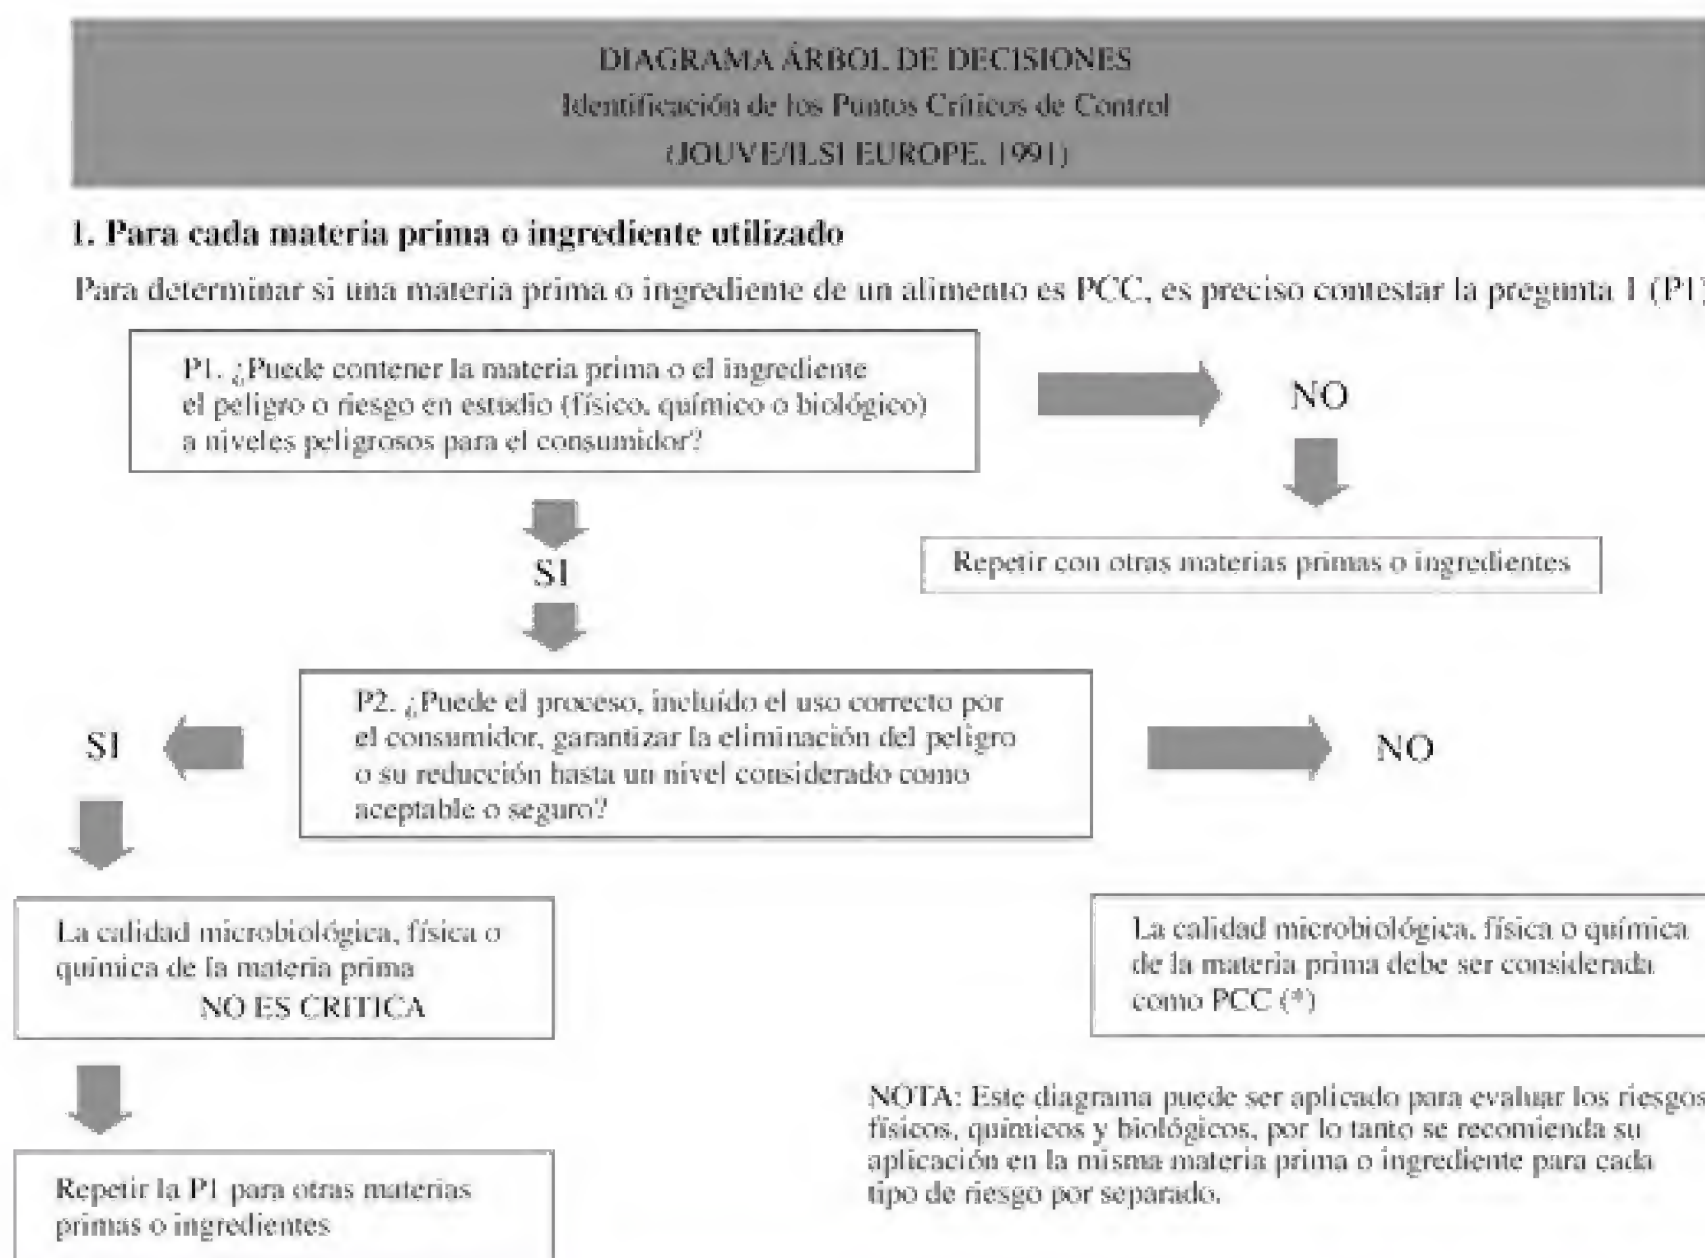 DIAGRAMA ÁRBOL DE DECISIONES
Identificación de los Puntos Críticos de Control
(JOUVE/ILSI EUROPE, 1991)
1. Para cada materia prima o ingrediente utilizado
Para determinar si una materia prima o ingrediente de un alimento es PCC, es preciso contestar la pregunta 1 (P1)
P1. ¿Puede contener la materia prima o el ingrediente
el peligro o riesgo en estudio (físico, químico o biológico)
a niveles peligrosos para el consumidor?
NO
SI
Repetir con otras materias primas o ingredientes
P2. ¿Puede el proceso, incluído el uso correcto por
el consumidor, garantizar la eliminación del peligro
o su reducción hasta un nivel considerado como
aceptable o seguro?
SI
NO
La calidad microbiológica, física o
química de la materia prima
NO ES CRITICA
La calidad microbiológica, física o química
de la materia prima debe ser considerada
como PCC (*)
Repetir la P1 para otras materias
primas o ingredientes
NOTA: Este diagrama puede ser aplicado para evaluar los riesgos
físicos, químicos y biológicos, por lo tanto se recomienda su
aplicación en la misma materia prima o ingrediente para cada
tipo de riesgo por separado.